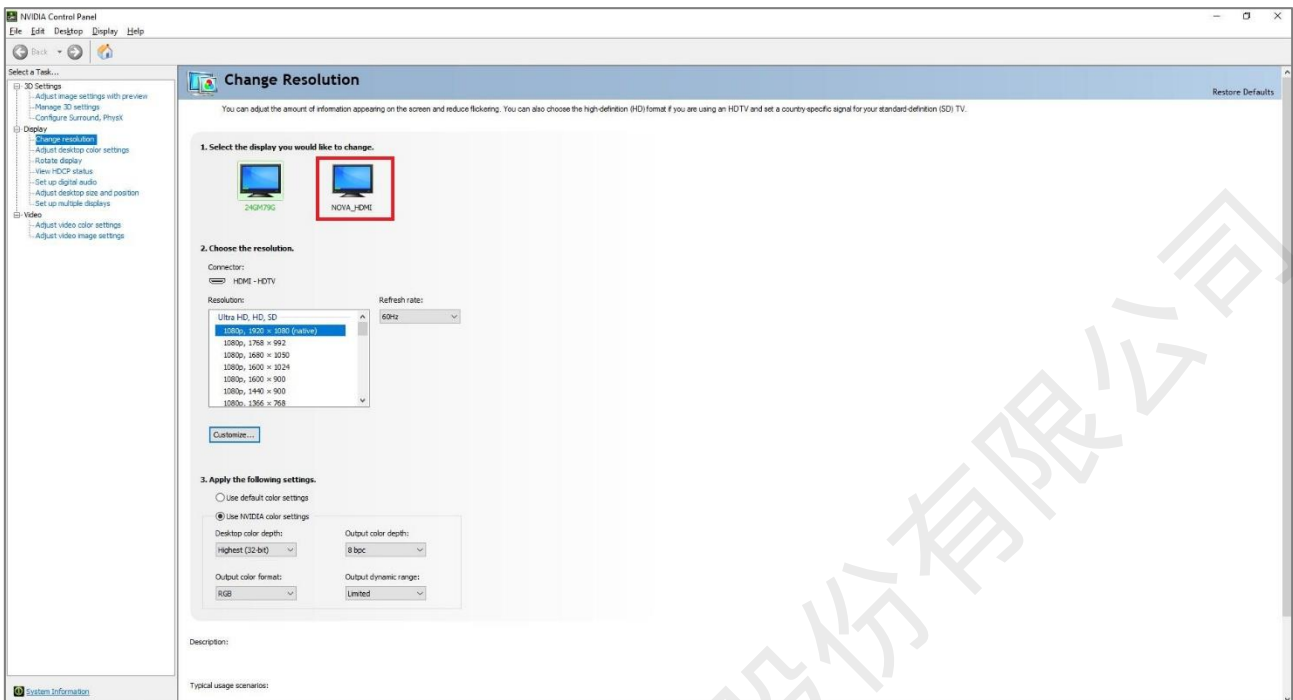 NVIDIA Control Panel
File Edit Desktop Display Help
Back
Select a Task...
3D Settings
Adjust image settings with preview
Manage 3D settings
Configure Surround, PhysX
Display
Change resolution
Adjust desktop color settings
Rotate display
View HDCP status
Set up digital audio
Adjust desktop size and position
Set up multiple displays
Video
Adjust video color settings
Adjust video image settings
System Information
Change Resolution
Restore Defaults
You can adjust the amount of information appearing on the screen and reduce flickering. You can also choose the high-definition (HD) format if you are using an HDTV and set a country-specific signal for your standard-definition (SD) TV.
1. Select the display you would like to change.
24GM79G NOVA_HDMI
2. Choose the resolution.
Connector:
HDMI - HDTV
Resolution: Refresh rate:
Ultra HD, HD, SD 60Hz
1080p, 1920 × 1080 (native)
1080p, 1768 × 992
1080p, 1680 × 1050
1080p, 1600 × 1024
1080p, 1600 × 900
1080p, 1440 × 900
1080p, 1366 × 768
Customize...
3. Apply the following settings.
Use default color settings
Use NVIDIA color settings
Desktop color depth: Output color depth:
Highest (32-bit) 8 bpc
Output color format: Output dynamic range:
RGB Limited
Description:
Typical usage scenarios:
股份有限公司